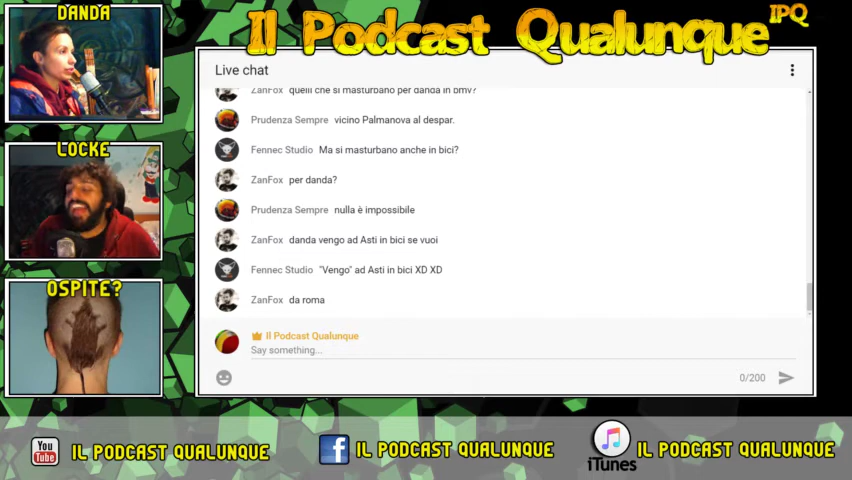 DANDA
Il Podcast Qualunque IPQ
Live chat
ZanFox quelli che si masturbano per danda in bmv?
Prudenza Sempre vicino Palmanova al despar.
LOCKE
Fennec Studio Ma si masturbano anche in bici?
ZanFox per danda?
Prudenza Sempre nulla è impossibile
ZanFox danda vengo ad Asti in bici se vuoi
Fennec Studio "Vengo" ad Asti in bici XD XD
OSPITE?
ZanFox da roma
Il Podcast Qualunque
Say something...
0/200
You Tube IL PODCAST QUALUNQUE
f IL PODCAST QUALUNQUE
iTunes IL PODCAST QUALUNQUE